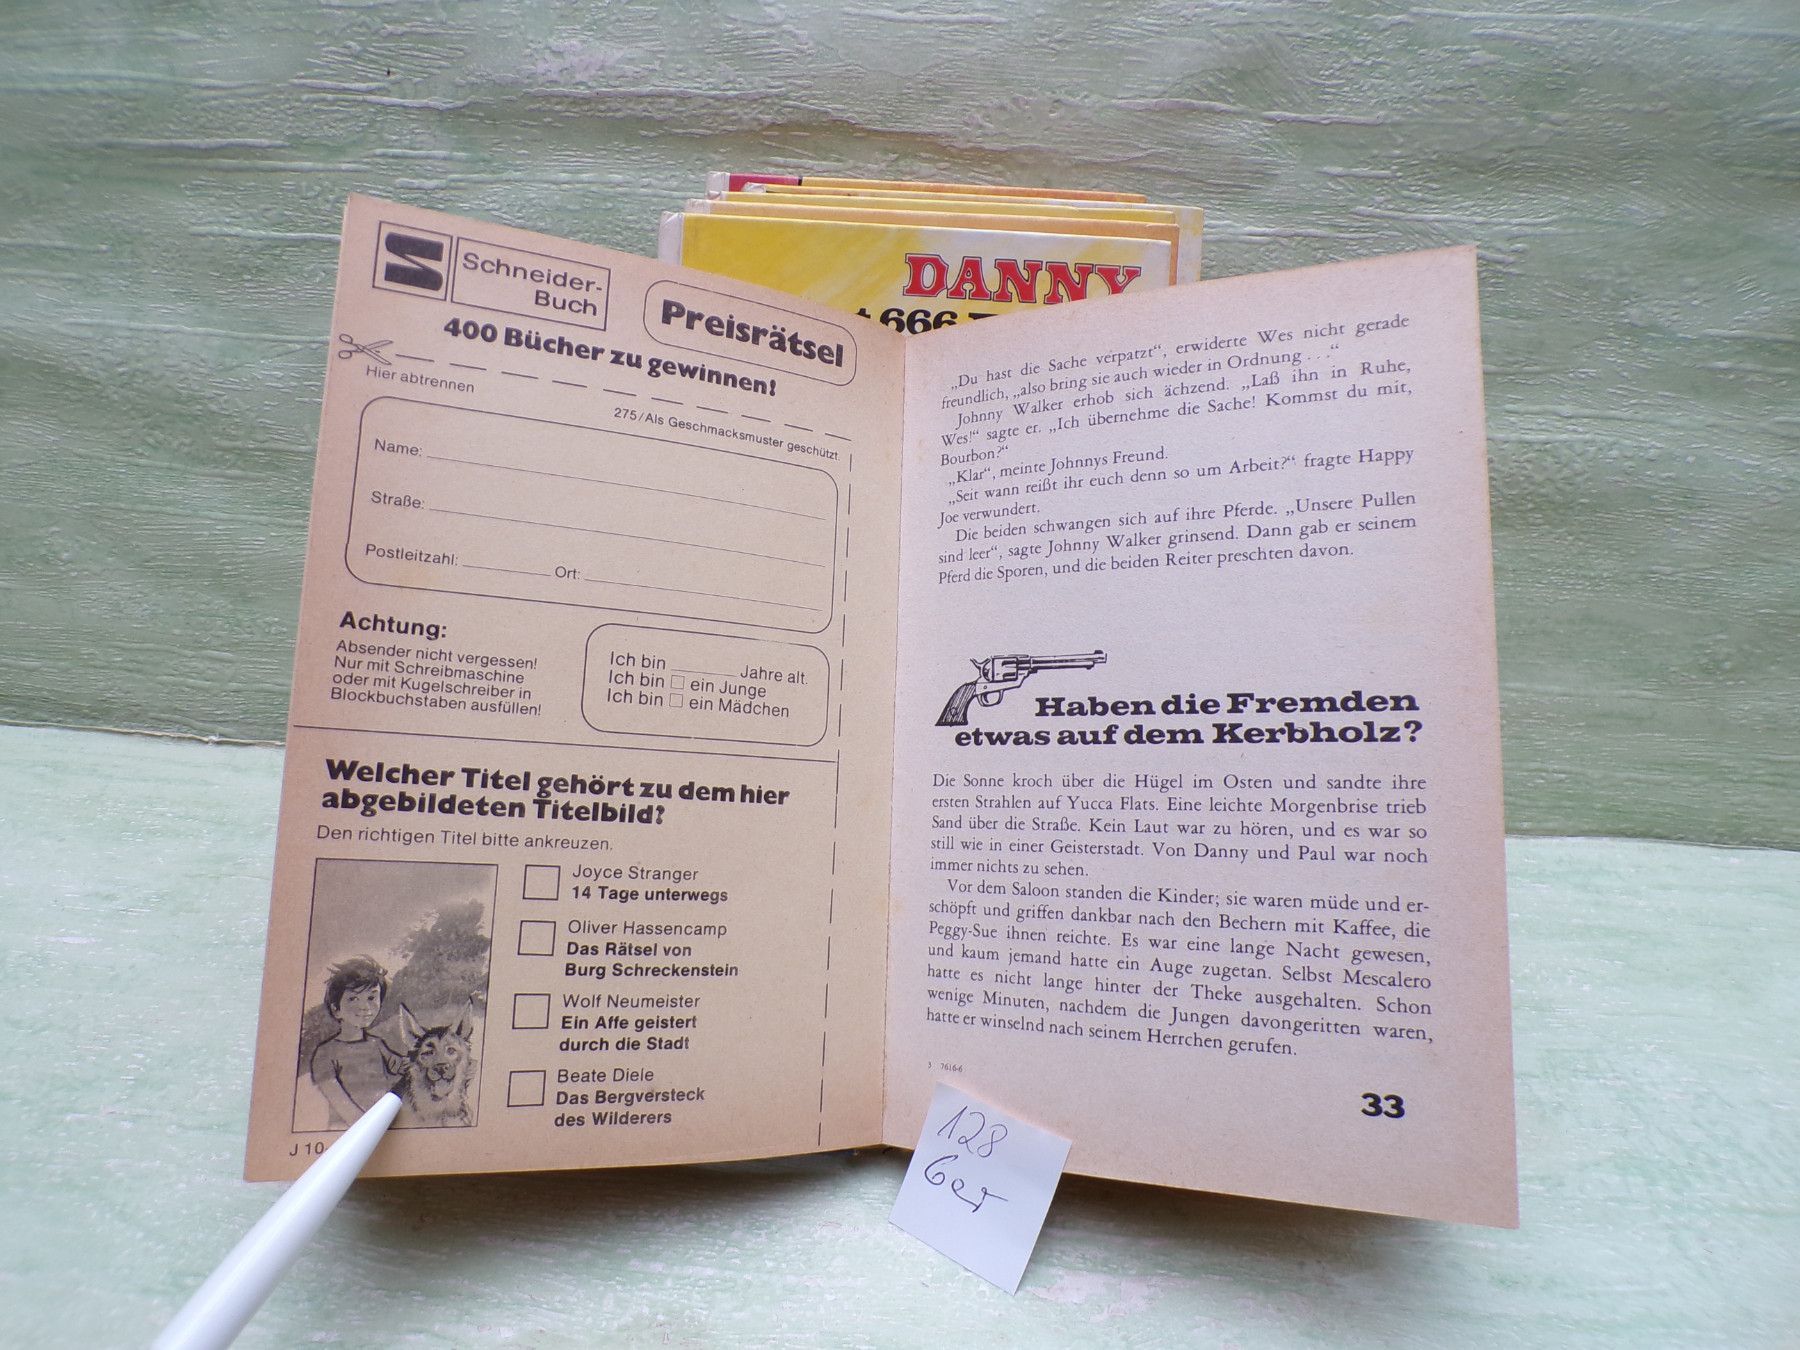 DANNY
666
Schneider-
Buch
Preisrätsel
400 Bücher zu gewinnen!
Hier abtrennen
275/Als Geschmacksmuster geschützt.
Name:
Straße:
Postleitzahl: Ort:
Achtung:
Absender nicht vergessen!
Nur mit Schreibmaschine
oder mit Kugelschreiber in
Blockbuchstaben ausfüllen!
Ich bin Jahre alt.
Ich bin ein Junge
Ich bin ein Mädchen
Welcher Titel gehört zu dem hier
abgebildeten Titelbild?
Den richtigen Titel bitte ankreuzen.
Joyce Stranger
14 Tage unterwegs
Oliver Hassencamp
Das Rätsel von
Burg Schreckenstein
Wolf Neumeister
Ein Affe geistert
durch die Stadt
Beate Diele
Das Bergversteck
des Wilderers
J 10
„Du hast die Sache verpatzt“, erwiderte Wes nicht gerade
freundlich, „also bring sie auch wieder in Ordnung . . .“
Johnny Walker erhob sich ächzend. „Laß ihn in Ruhe,
Wes!“ sagte er. „Ich übernehme die Sache! Kommst du mit,
Bourbon?“
„Klar“, meinte Johnnys Freund.
„Seit wann reißt ihr euch denn so um Arbeit?“ fragte Happy
Joe verwundert.
Die beiden schwangen sich auf ihre Pferde. „Unsere Pullen
sind leer“, sagte Johnny Walker grinsend. Dann gab er seinem
Pferd die Sporen, und die beiden Reiter preschten davon.
Haben die Fremden
etwas auf dem Kerbholz?
Die Sonne kroch über die Hügel im Osten und sandte ihre
ersten Strahlen auf Yucca Flats. Eine leichte Morgenbrise trieb
Sand über die Straße. Kein Laut war zu hören, und es war so
still wie in einer Geisterstadt. Von Danny und Paul war noch
immer nichts zu sehen.
Vor dem Saloon standen die Kinder; sie waren müde und er-
schöpft und griffen dankbar nach den Bechern mit Kaffee, die
Peggy-Sue ihnen reichte. Es war eine lange Nacht gewesen,
und kaum jemand hatte ein Auge zugetan. Selbst Mescalero
hatte es nicht lange hinter der Theke ausgehalten. Schon
wenige Minuten, nachdem die Jungen davongeritten waren,
hatte er winselnd nach seinem Herrchen gerufen.
3 7616-6
33
128
Ger